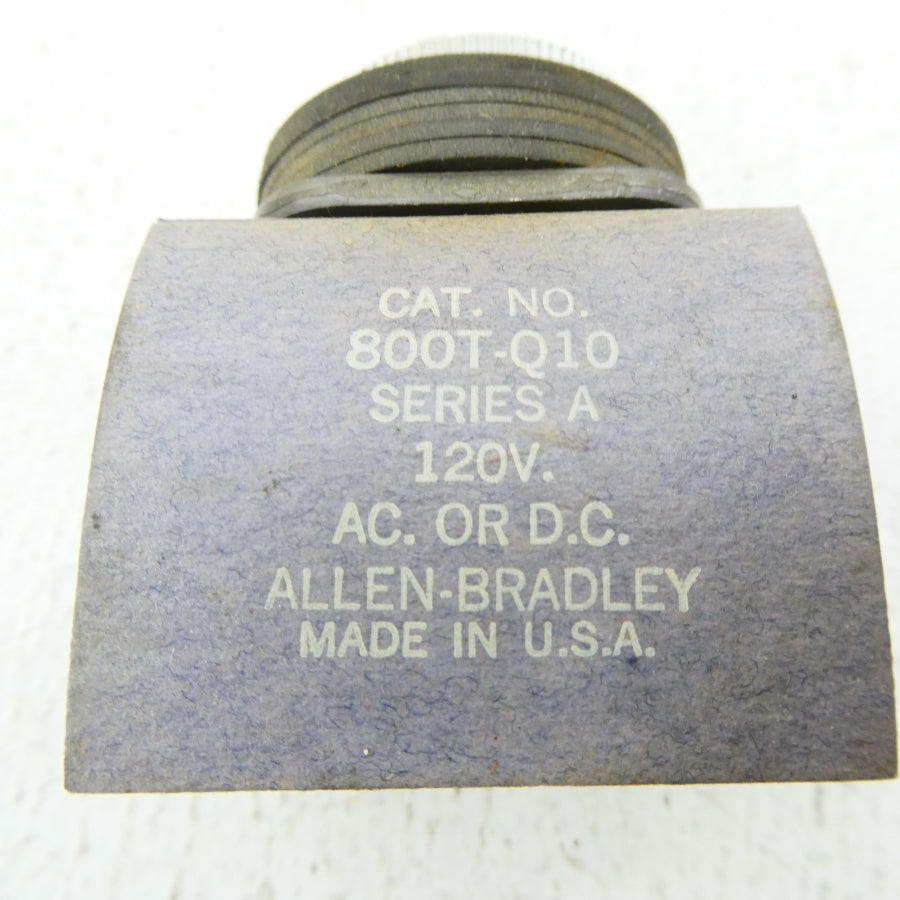 CAT. NO.
800T-Q10
SERIES A
120V.
AC. OR D.C.
ALLEN-BRADLEY
MADE IN U.S.A.